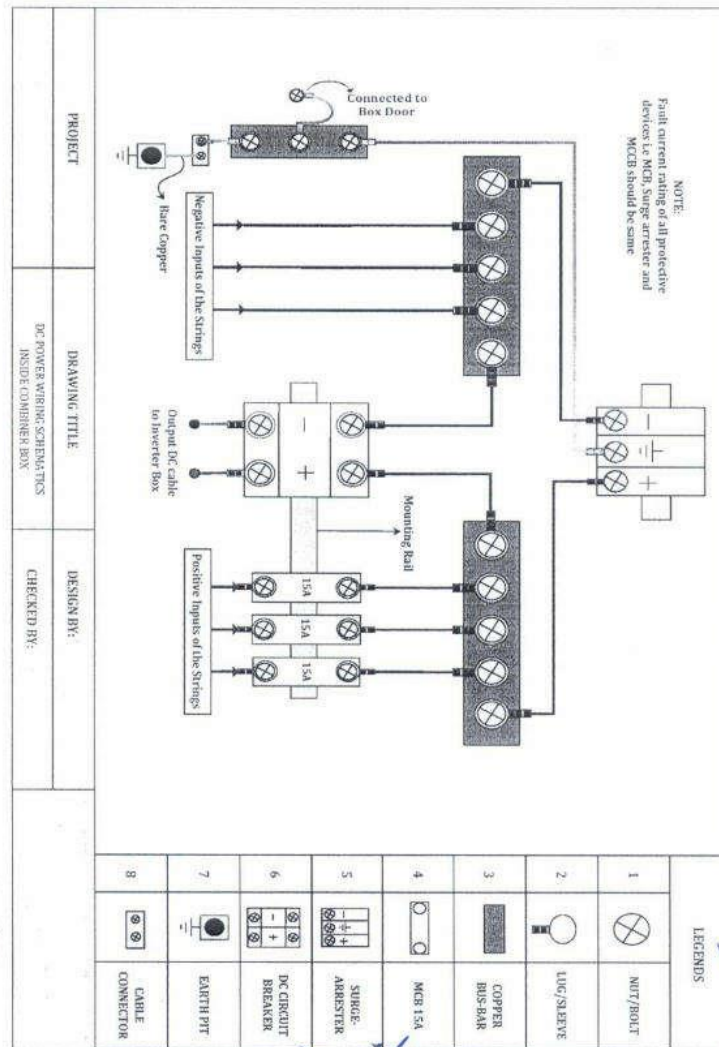 NOTE:
Fault current rating of all protective
devices i.e MCB, Surge arrester and
MCCB should be same
Connected to
Box Door
Bare Copper
Negative Inputs of the Strings
Output DC cable
to Inverter Box
Mounting Rail
Positive Inputs of the Strings
15A
15A
15A
−
+
−
+
LEGENDS
1
NUT/BOLT
2
LUG/SLEEVE
3
COPPER
BUS-BAR
4
MCB 15A
5
− +
SURGE-
ARRESTER
6
− +
DC CIRCUIT
BREAKER
7
EARTH PIT
8
CABLE
CONNECTOR
PROJECT
DRAWING TITLE
DC POWER WIRING SCHEMATICS
INSIDE COMBINER BOX
DESIGN BY:
CHECKED BY: